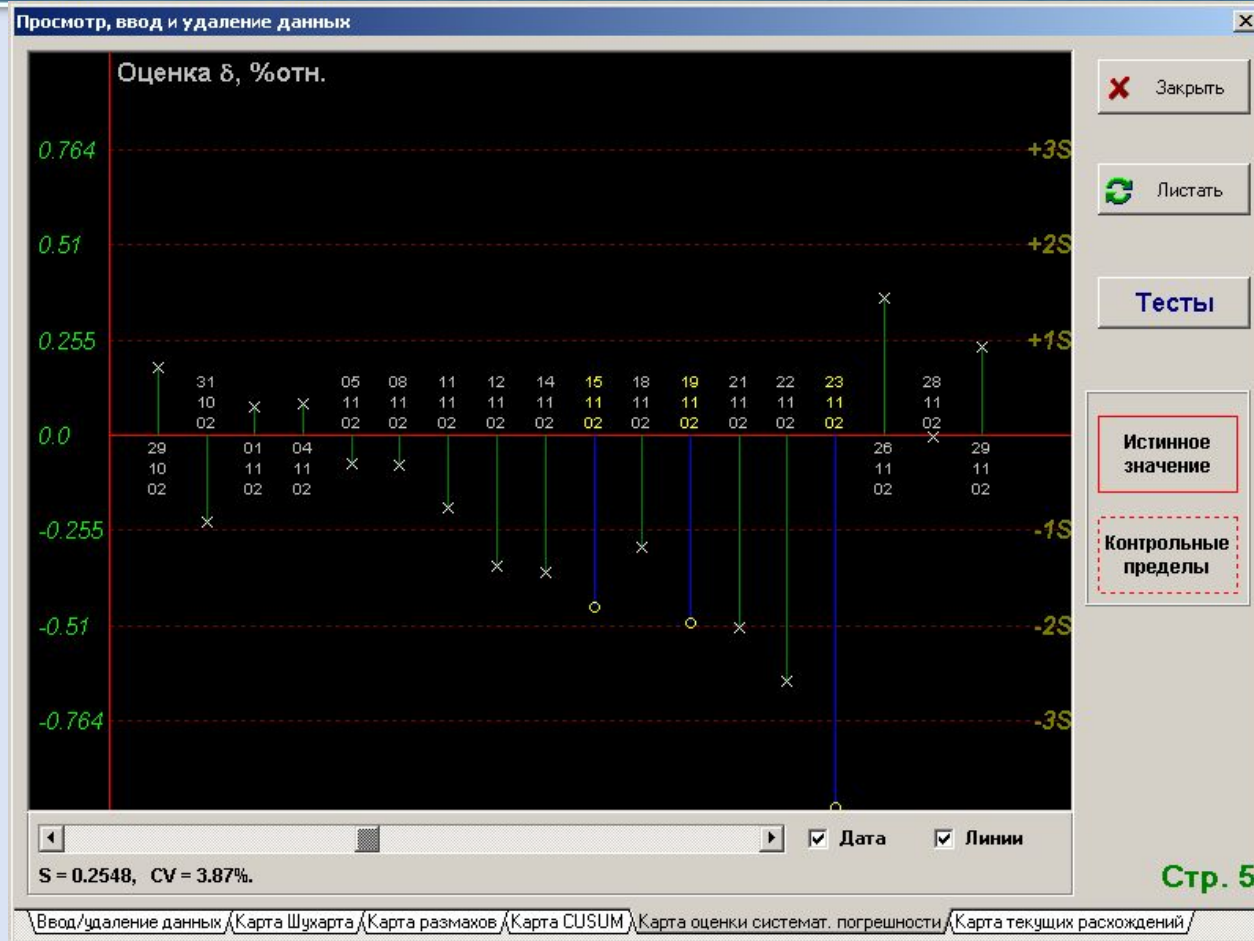 Просмотр, ввод и удаление данных
Оценка δ, %отн.
0.764 +3S
0.51 +2S
0.255 +1S
31 05 08 11 12 14 15 18 19 21 22 23 28
10 11 11 11 11 11 11 11 11 11 11 11 11
02 02 02 02 02 02 02 02 02 02 02 02 02
0.0
29 01 04 26 29
10 11 11 11 11
02 02 02 02 02
-0.255 -1S
-0.51 -2S
-0.764 -3S
Закрыть
Листать
Тесты
Истинное
значение
Контрольные
пределы
Дата Линии
S = 0.2548, CV = 3.87%.
Стр. 5
Ввод/удаление данных Карта Шухарта Карта размахов Карта CUSUM Карта оценки системат. погрешности Карта текущих расхождений